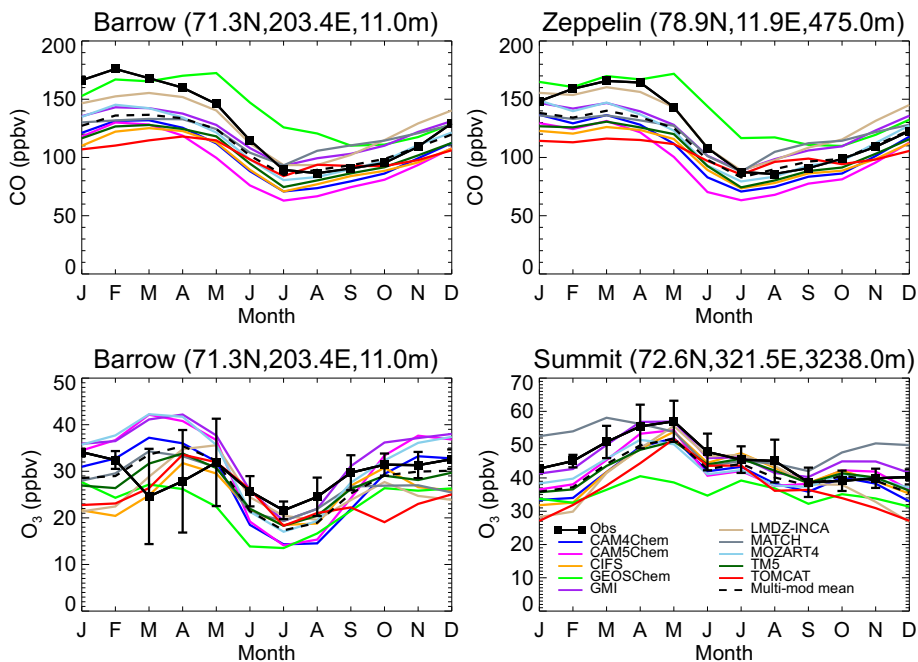 Barrow (71.3N,203.4E,11.0m)
200
150
100
50
0
CO (ppbv)
J F M A M J J A S O N D
Month
Zeppelin (78.9N,11.9E,475.0m)
200
150
100
50
0
CO (ppbv)
J F M A M J J A S O N D
Month
Barrow (71.3N,203.4E,11.0m)
50
40
30
20
10
0
O₃ (ppbv)
J F M A M J J A S O N D
Month
Summit (72.6N,321.5E,3238.0m)
70
60
50
40
30
20
10
0
O₃ (ppbv)
Obs
CAM4Chem
CAM5Chem
CIFS
GEOSChem
GMI
LMDZ-INCA
MATCH
MOZART4
TM5
TOMCAT
Multi-mod mean
J F M A M J J A S O N D
Month